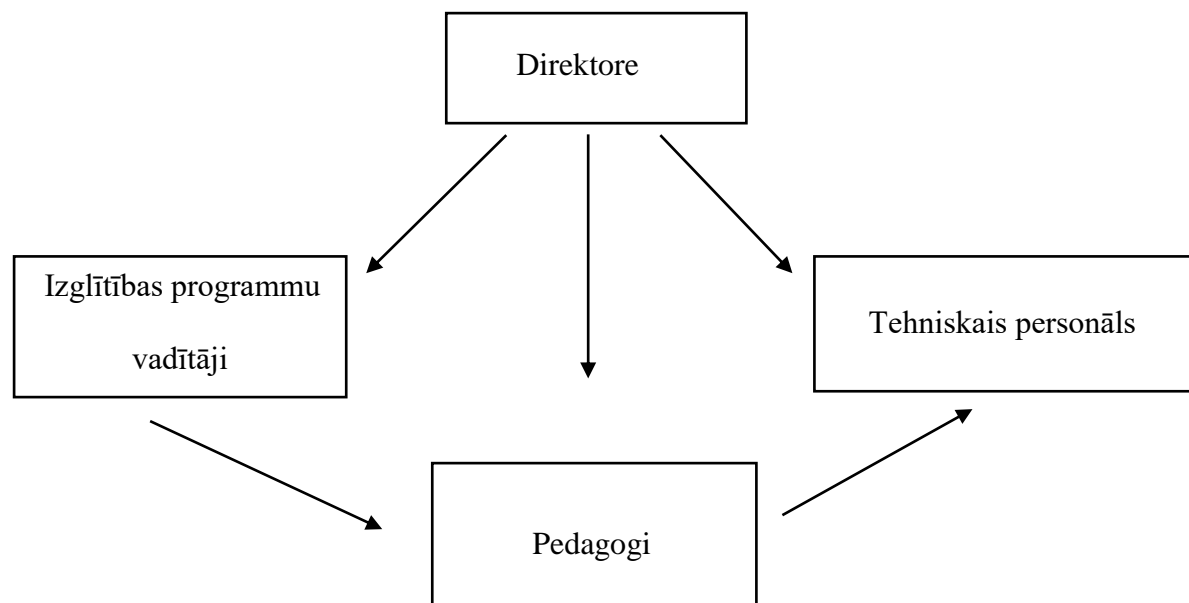 Direktore
Izglītības programmu
vadītāji
Tehniskais personāls
Pedagogi